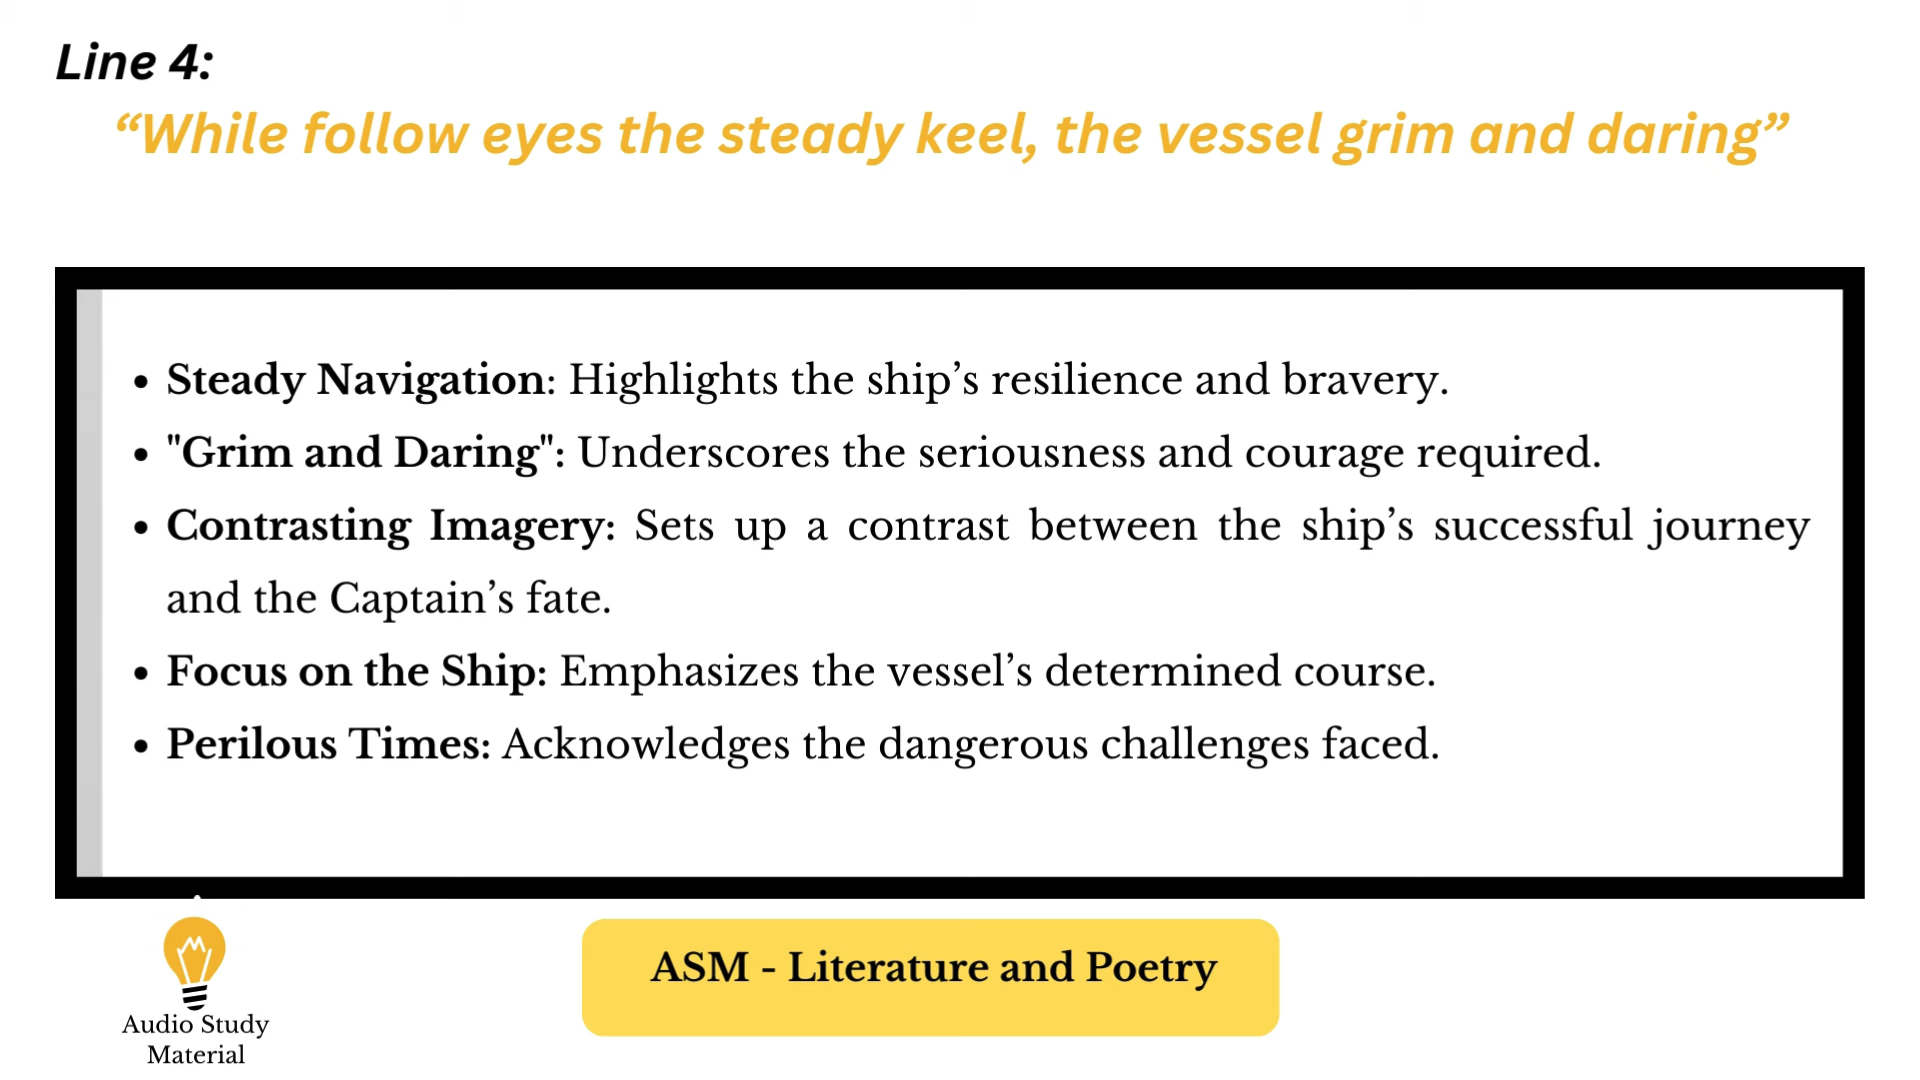 Line 4:
“While follow eyes the steady keel, the vessel grim and daring”
• Steady Navigation: Highlights the ship’s resilience and bravery.
• "Grim and Daring": Underscores the seriousness and courage required.
• Contrasting Imagery: Sets up a contrast between the ship’s successful journey
and the Captain’s fate.
• Focus on the Ship: Emphasizes the vessel’s determined course.
• Perilous Times: Acknowledges the dangerous challenges faced.
ASM - Literature and Poetry
Audio Study
Material